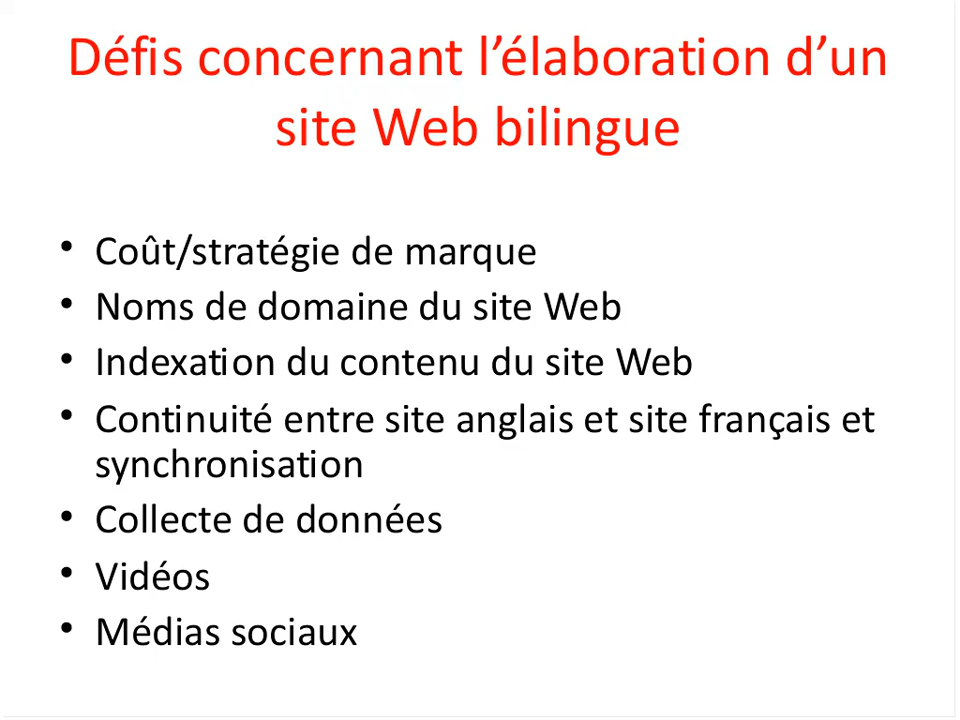 Défis concernant l’élaboration d’un
site Web bilingue
• Coût/stratégie de marque
• Noms de domaine du site Web
• Indexation du contenu du site Web
• Continuité entre site anglais et site français et
synchronisation
• Collecte de données
• Vidéos
• Médias sociaux